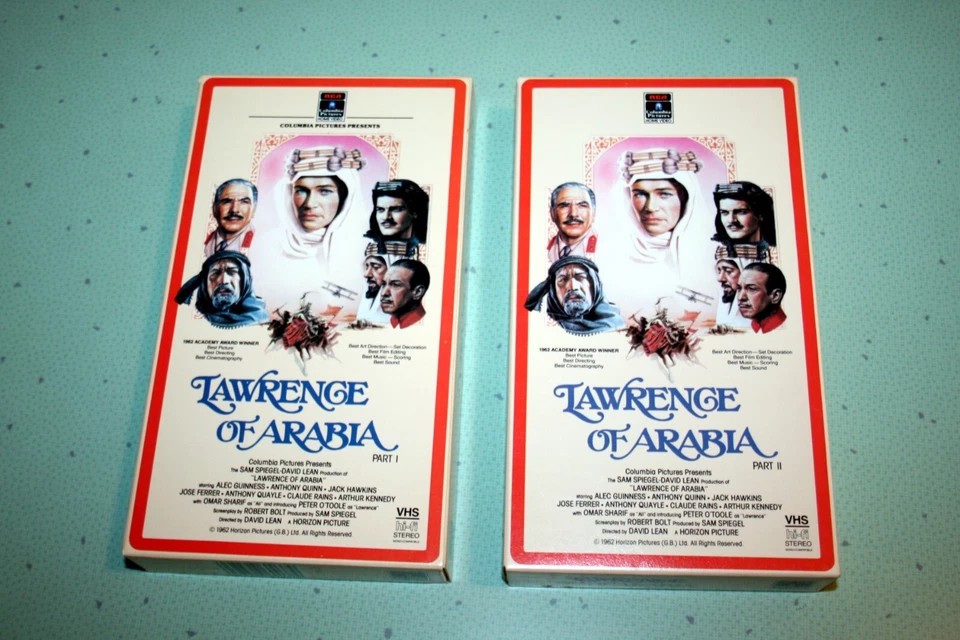 RCA
Columbia
Pictures
HOME VIDEO
COLUMBIA PICTURES PRESENTS
1962 ACADEMY AWARD WINNER
Best Picture
Best Directing
Best Cinematography
Best Art Direction—Set Decoration
Best Film Editing
Best Music—Scoring
Best Sound
LAWRENCE
OF ARABIA
PART I
Columbia Pictures Presents
The SAM SPIEGEL-DAVID LEAN Production of
"LAWRENCE OF ARABIA"
starring ALEC GUINNESS • ANTHONY QUINN • JACK HAWKINS
JOSE FERRER • ANTHONY QUAYLE • CLAUDE RAINS • ARTHUR KENNEDY
with OMAR SHARIF as "Ali" and introducing PETER O'TOOLE as "Lawrence"
Screenplay by ROBERT BOLT Produced by SAM SPIEGEL
Directed by DAVID LEAN A HORIZON PICTURE
© 1962 Horizon Pictures (G.B.) Ltd. All Rights Reserved.
VHS
hi-fi
STEREO
RCA
Columbia
Pictures
HOME VIDEO
1962 ACADEMY AWARD WINNER
Best Picture
Best Directing
Best Cinematography
Best Art Direction—Set Decoration
Best Film Editing
Best Music—Scoring
Best Sound
LAWRENCE
OF ARABIA
PART II
Columbia Pictures Presents
The SAM SPIEGEL-DAVID LEAN Production of
"LAWRENCE OF ARABIA"
starring ALEC GUINNESS • ANTHONY QUINN • JACK HAWKINS
JOSE FERRER • ANTHONY QUAYLE • CLAUDE RAINS • ARTHUR KENNEDY
with OMAR SHARIF as "Ali" and introducing PETER O'TOOLE as "Lawrence"
Screenplay by ROBERT BOLT Produced by SAM SPIEGEL
Directed by DAVID LEAN A HORIZON PICTURE
© 1962 Horizon Pictures (G.B.) Ltd. All Rights Reserved.
VHS
hi-fi
STEREO